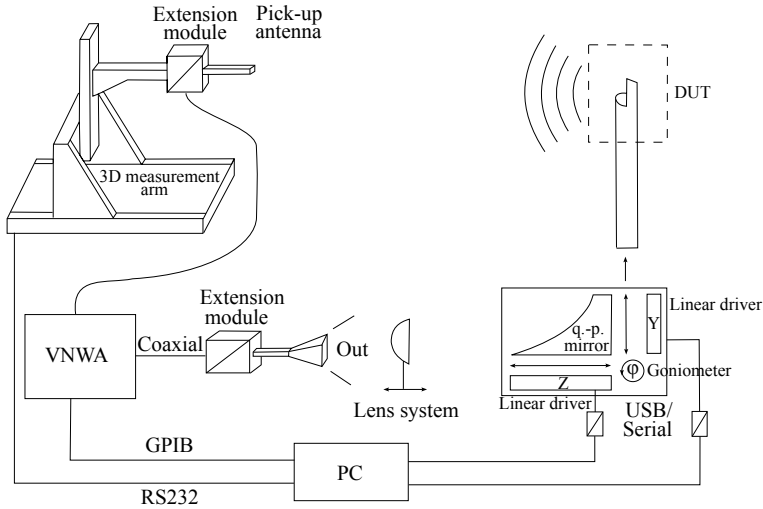 Extension
module
Pick-up
antenna
DUT
3D measurement
arm
Extension
module
VNWA
Coaxial
Out
Lens system
q.-p.
mirror
Y
Linear driver
φ
Goniometer
Z
Linear driver
USB/
Serial
GPIB
PC
RS232